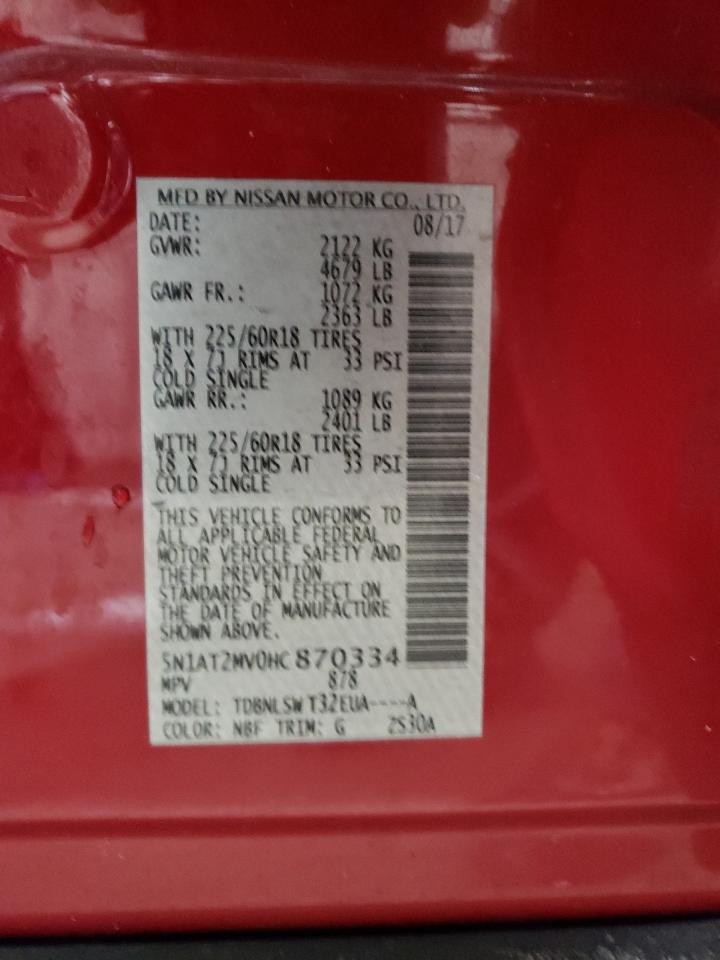 MFD BY NISSAN MOTOR CO., LTD.
DATE: 08/17
GVWR: 2122 KG
4679 LB
GAWR FR.: 1072 KG
2363 LB
WITH 225/60R18 TIRES
18 X 7J RIMS AT 33 PSI
COLD SINGLE
GAWR RR.: 1089 KG
2401 LB
WITH 225/60R18 TIRES
18 X 7J RIMS AT 33 PSI
COLD SINGLE
THIS VEHICLE CONFORMS TO
ALL APPLICABLE FEDERAL
MOTOR VEHICLE SAFETY AND
THEFT PREVENTION
STANDARDS IN EFFECT ON
THE DATE OF MANUFACTURE
SHOWN ABOVE.
5N1AT2MV0HC870334
MPV 878
MODEL: TDBNLSW T32EUA----A
COLOR: NBF TRIM: G 2S30A